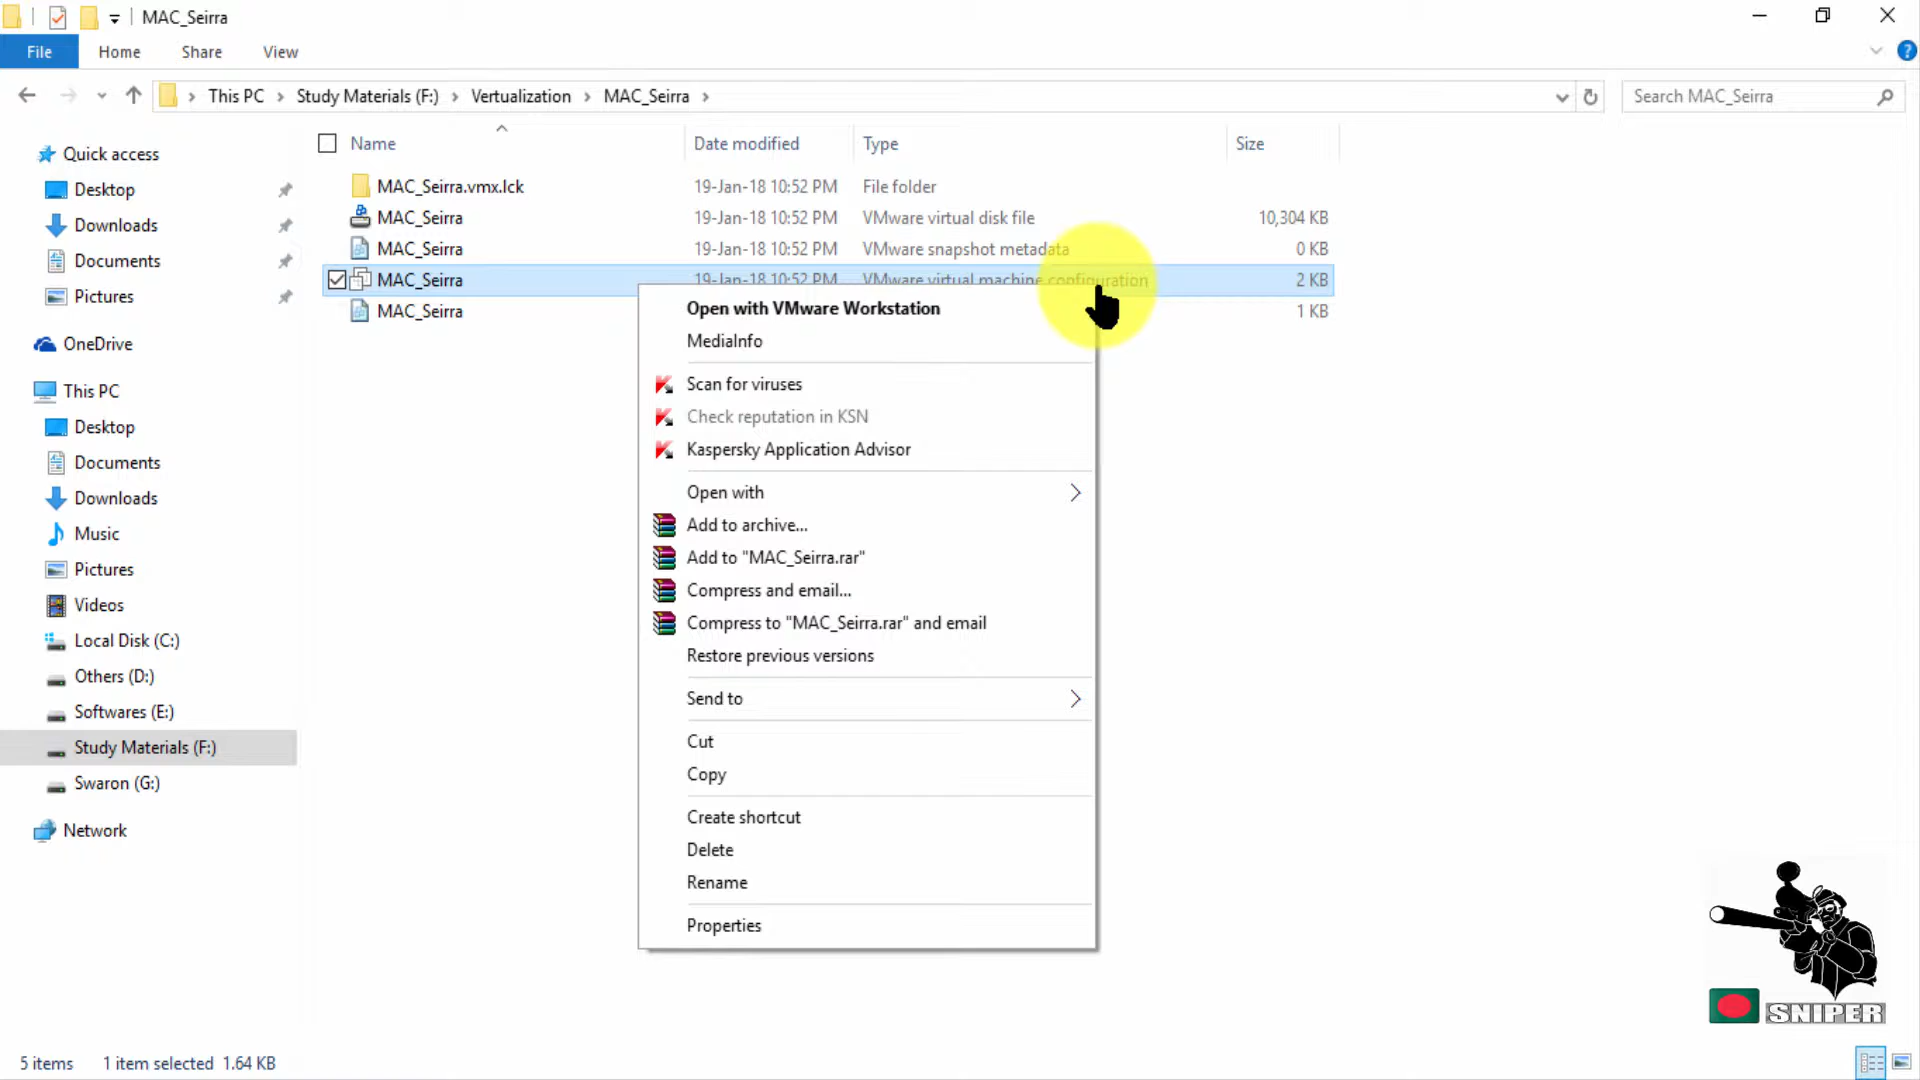 MAC_Seirra
File Home Share View
This PC Study Materials (F:) Vertualization MAC_Seirra Search MAC_Seirra
Name Date modified Type Size
Quick access
Desktop
Downloads
Documents
Pictures
OneDrive
This PC
Desktop
Documents
Downloads
Music
Pictures
Videos
Local Disk (C:)
Others (D:)
Softwares (E:)
Study Materials (F:)
Swaron (G:)
Network
MAC_Seirra.vmx.lck 19-Jan-18 10:52 PM File folder
MAC_Seirra 19-Jan-18 10:52 PM VMware virtual disk file 10,304 KB
MAC_Seirra 19-Jan-18 10:52 PM VMware snapshot metadata 0 KB
MAC_Seirra 19-Jan-18 10:52 PM VMware virtual machine configuration 2 KB
MAC_Seirra 1 KB
Open with VMware Workstation
MediaInfo
Scan for viruses
Check reputation in KSN
Kaspersky Application Advisor
Open with
Add to archive...
Add to "MAC_Seirra.rar"
Compress and email...
Compress to "MAC_Seirra.rar" and email
Restore previous versions
Send to
Cut
Copy
Create shortcut
Delete
Rename
Properties
SNIPER
5 items 1 item selected 1.64 KB